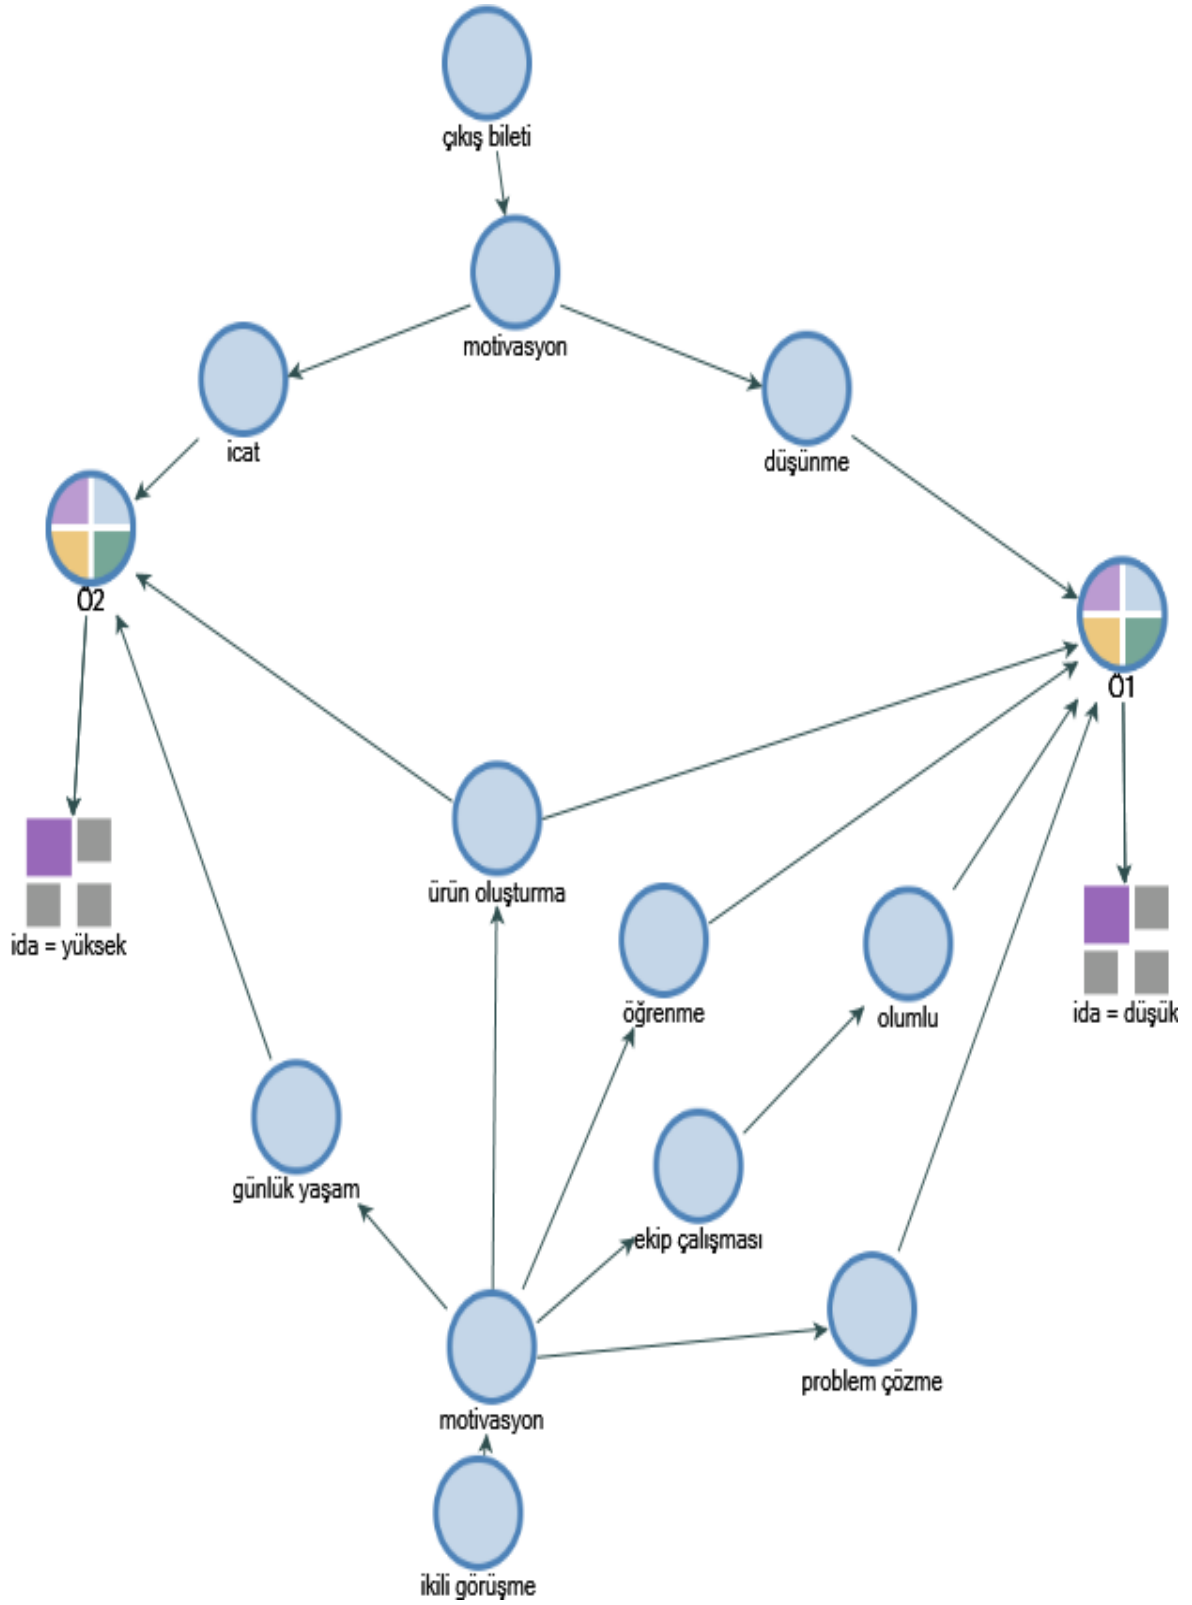 çıkış bileti
motivasyon
icat
düşünme
Ö2
Ö1
ürün oluşturma
ida = yüksek
öğrenme
olumlu
ida = düşük
günlük yaşam
ekip çalışması
problem çözme
motivasyon
ikili görüşme